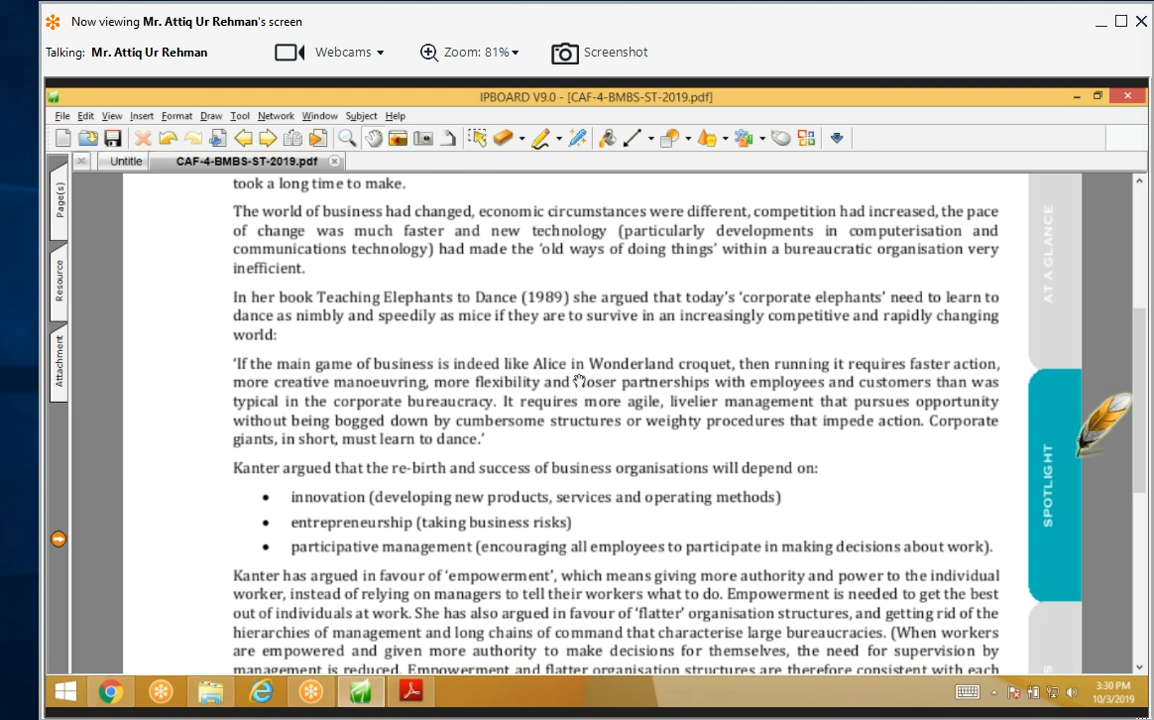 Now viewing Mr. Attiq Ur Rehman's screen
Talking: Mr. Attiq Ur Rehman Webcams Zoom: 81% Screenshot
IPBOARD V9.0 - [CAF-4-BMBS-ST-2019.pdf]
File Edit View Insert Format Draw Tool Network Window Subject Help
Untitle CAF-4-BMBS-ST-2019.pdf
Page(s)
Resource
Attachment
took a long time to make.
The world of business had changed, economic circumstances were different, competition had increased, the pace
of change was much faster and new technology (particularly developments in computerisation and
communications technology) had made the 'old ways of doing things' within a bureaucratic organisation very
inefficient.
In her book Teaching Elephants to Dance (1989) she argued that today's 'corporate elephants' need to learn to
dance as nimbly and speedily as mice if they are to survive in an increasingly competitive and rapidly changing
world:
'If the main game of business is indeed like Alice in Wonderland croquet, then running it requires faster action,
more creative manoeuvring, more flexibility and closer partnerships with employees and customers than was
typical in the corporate bureaucracy. It requires more agile, livelier management that pursues opportunity
without being bogged down by cumbersome structures or weighty procedures that impede action. Corporate
giants, in short, must learn to dance.'
Kanter argued that the re-birth and success of business organisations will depend on:
• innovation (developing new products, services and operating methods)
• entrepreneurship (taking business risks)
• participative management (encouraging all employees to participate in making decisions about work).
Kanter has argued in favour of 'empowerment', which means giving more authority and power to the individual
worker, instead of relying on managers to tell their workers what to do. Empowerment is needed to get the best
out of individuals at work. She has also argued in favour of 'flatter' organisation structures, and getting rid of the
hierarchies of management and long chains of command that characterise large bureaucracies. (When workers
are empowered and given more authority to make decisions for themselves, the need for supervision by
management is reduced. Empowerment and flatter organisation structures are therefore consistent with each
AT A GLANCE
SPOTLIGHT
3:30 PM
10/3/2019